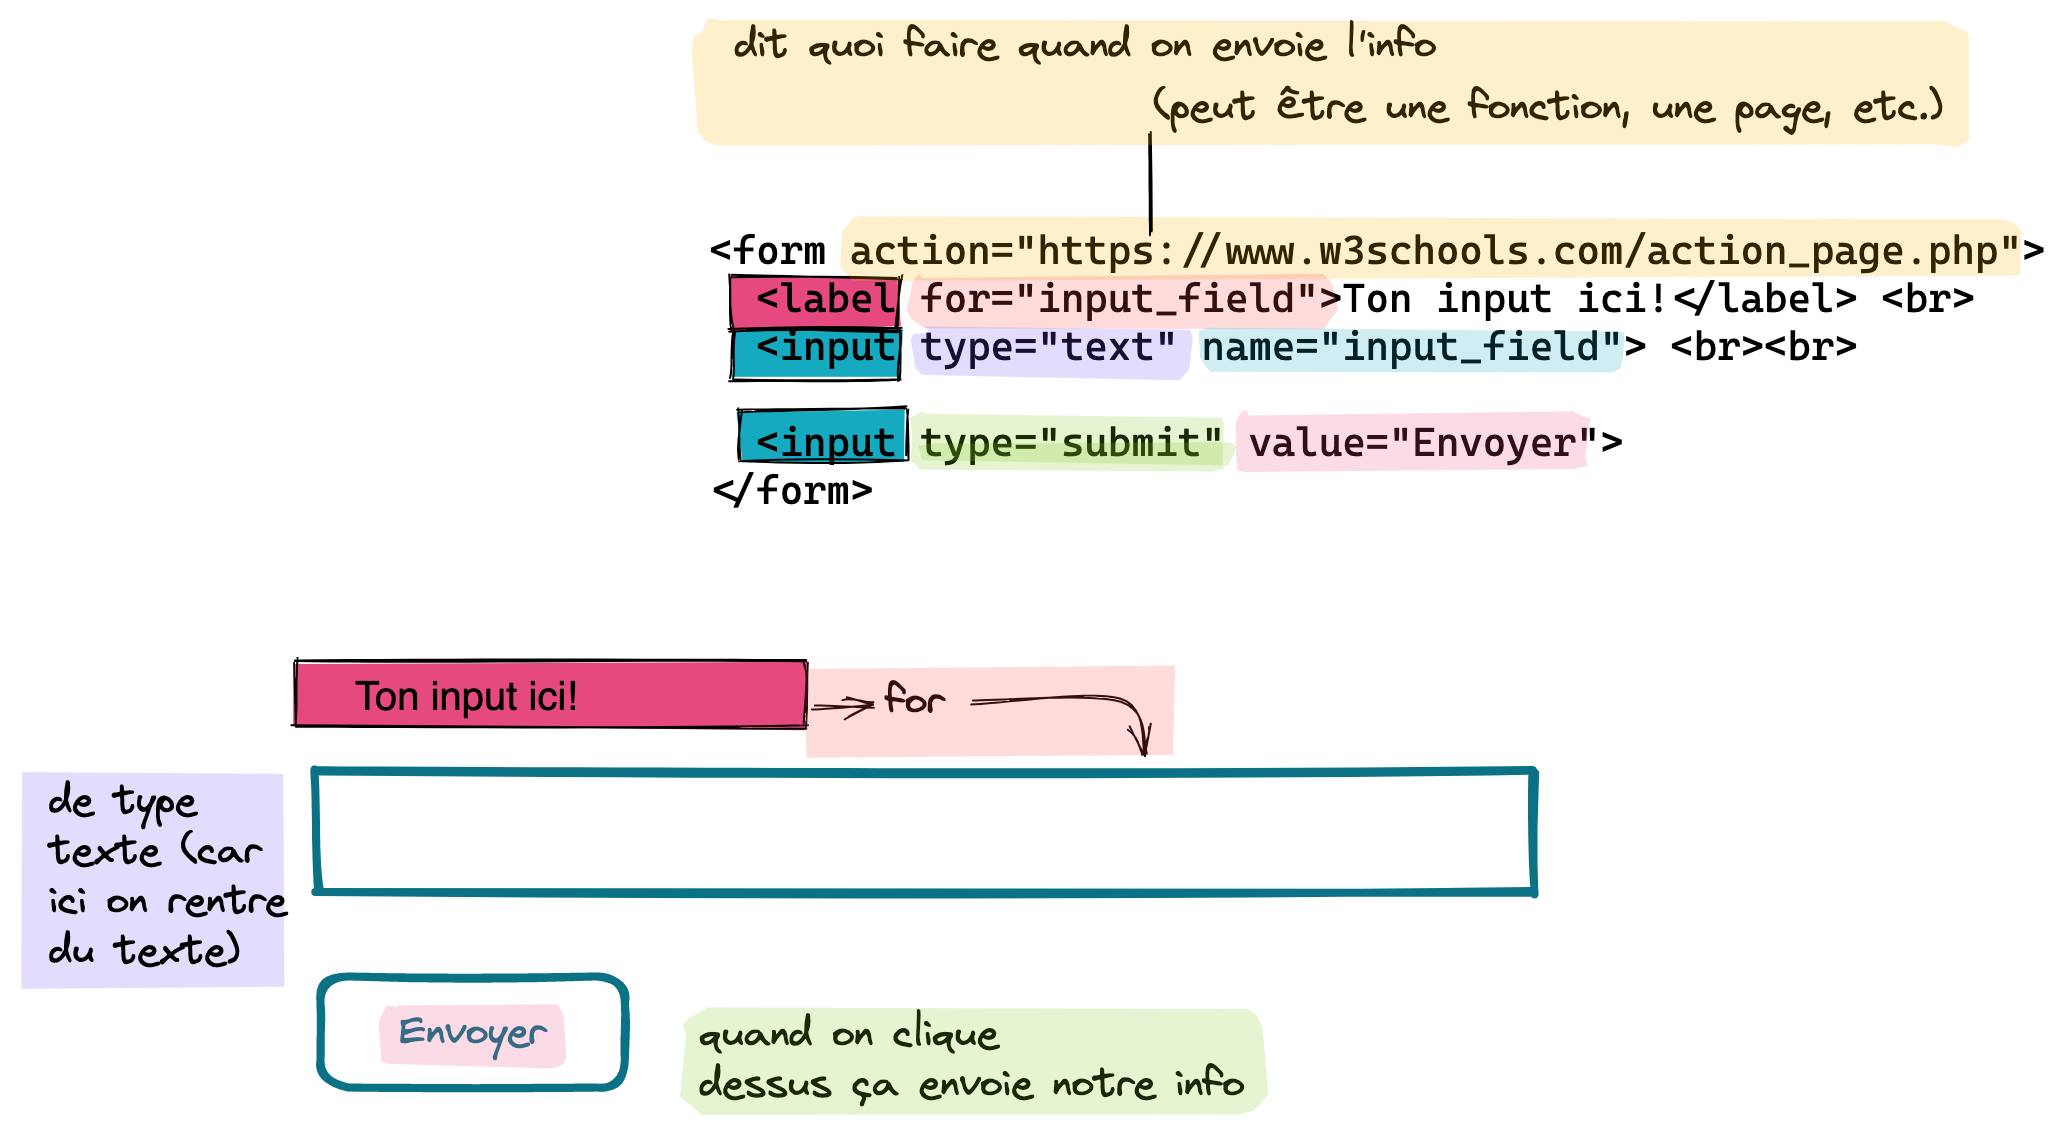 dit quoi faire quand on envoie l'info
(peut être une fonction, une page, etc.)
<form action="https://www.w3schools.com/action_page.php">
<label for="input_field">Ton input ici!</label> <br>
<input type="text" name="input_field"> <br><br>
<input type="submit" value="Envoyer">
</form>
Ton input ici!
for
de type
texte (car
ici on rentre
du texte)
Envoyer
quand on clique
dessus ça envoie notre info